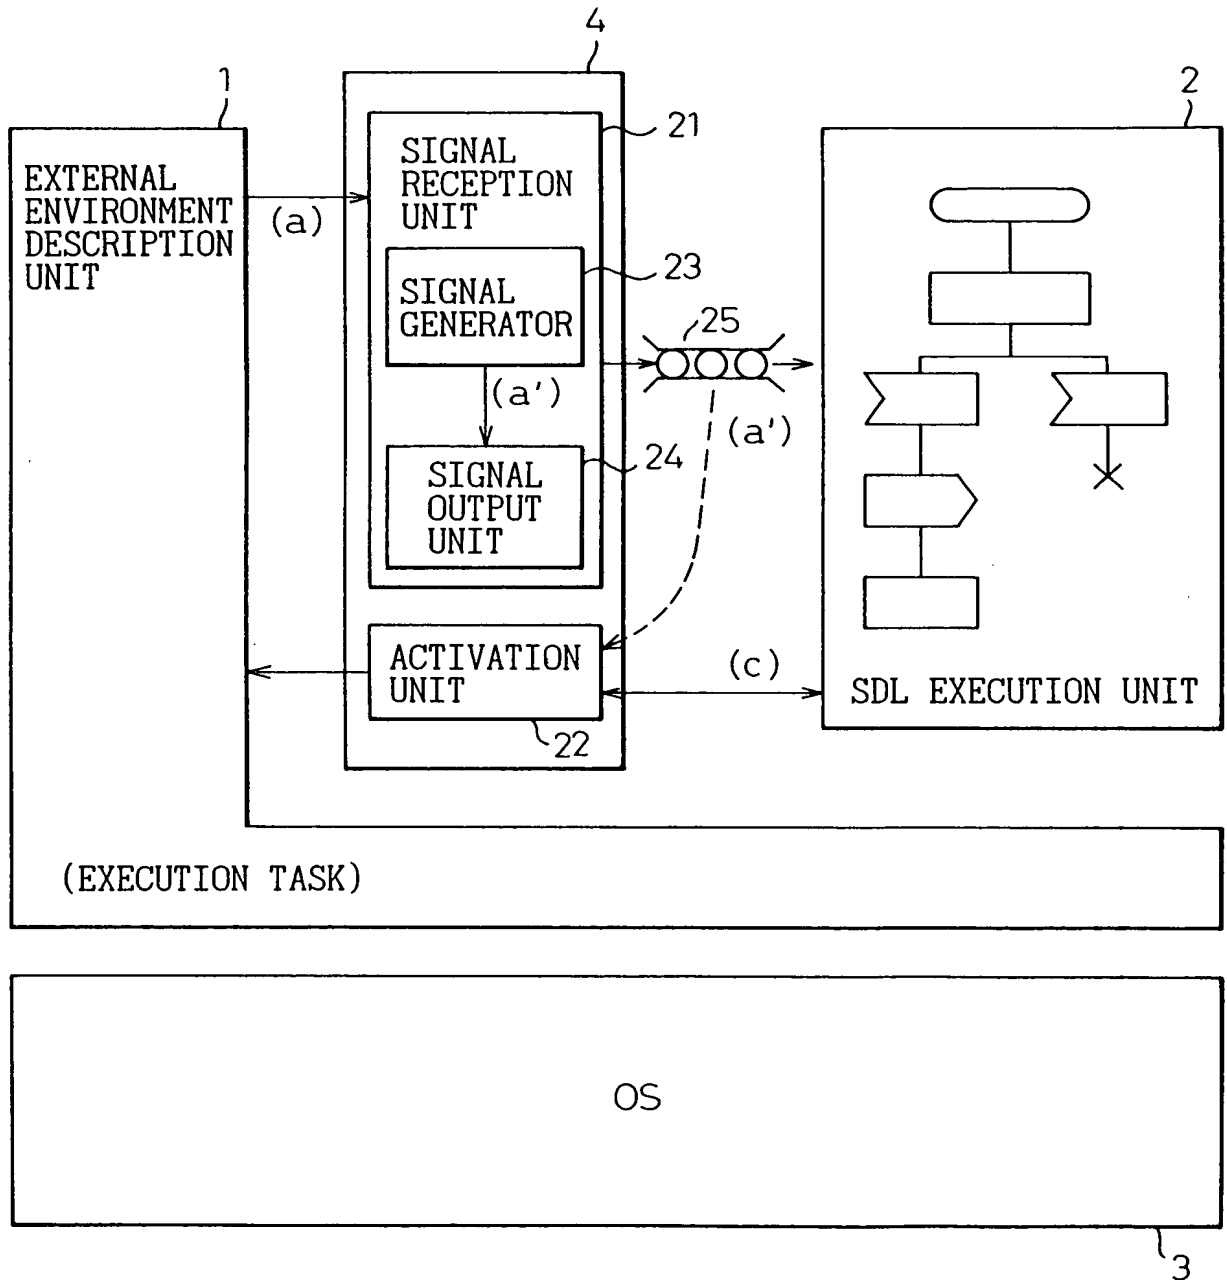 4
1
2
21
EXTERNAL
ENVIRONMENT
DESCRIPTION
UNIT
(a)
SIGNAL
RECEPTION
UNIT
23
SIGNAL
GENERATOR
25
(a')
(a')
24
SIGNAL
OUTPUT
UNIT
ACTIVATION
UNIT
(c)
SDL EXECUTION UNIT
22
(EXECUTION TASK)
OS
3